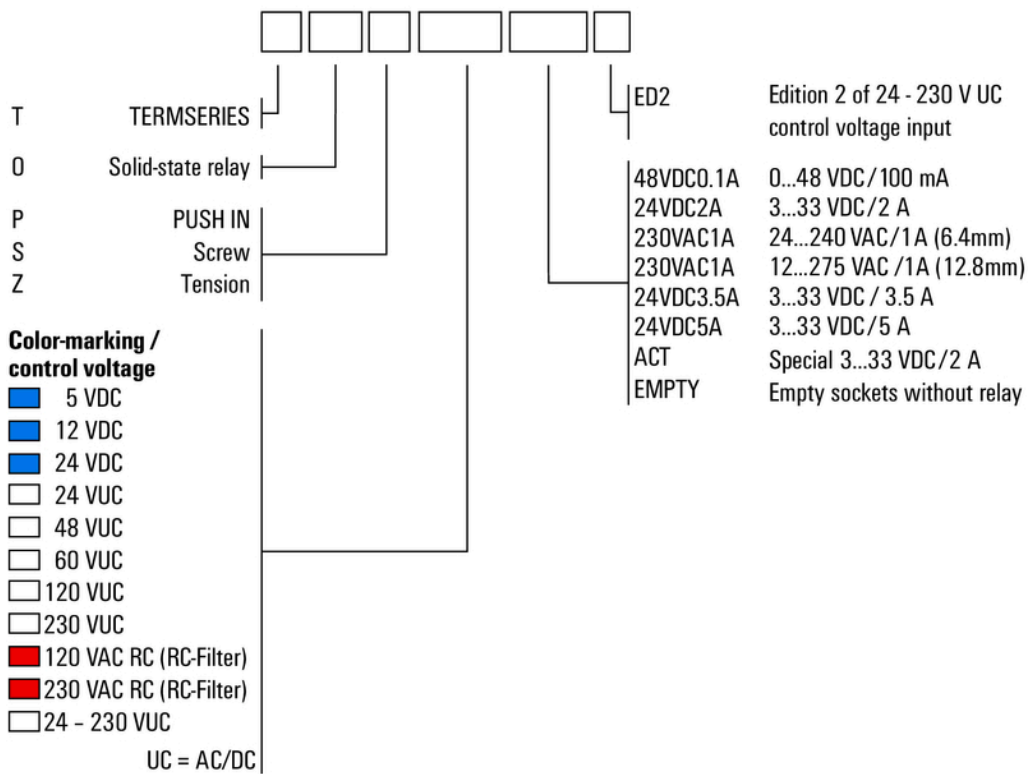 T TERMSERIES
O Solid-state relay
P PUSH IN
S Screw
Z Tension
Color-marking /
control voltage
5 VDC
12 VDC
24 VDC
24 VUC
48 VUC
60 VUC
120 VUC
230 VUC
120 VAC RC (RC-Filter)
230 VAC RC (RC-Filter)
24 – 230 VUC
UC = AC/DC
ED2 Edition 2 of 24 - 230 V UC
control voltage input
48VDC0.1A 0...48 VDC/100 mA
24VDC2A 3...33 VDC/2 A
230VAC1A 24...240 VAC/1A (6.4mm)
230VAC1A 12...275 VAC /1A (12.8mm)
24VDC3.5A 3...33 VDC / 3.5 A
24VDC5A 3...33 VDC/5 A
ACT Special 3...33 VDC/2 A
EMPTY Empty sockets without relay